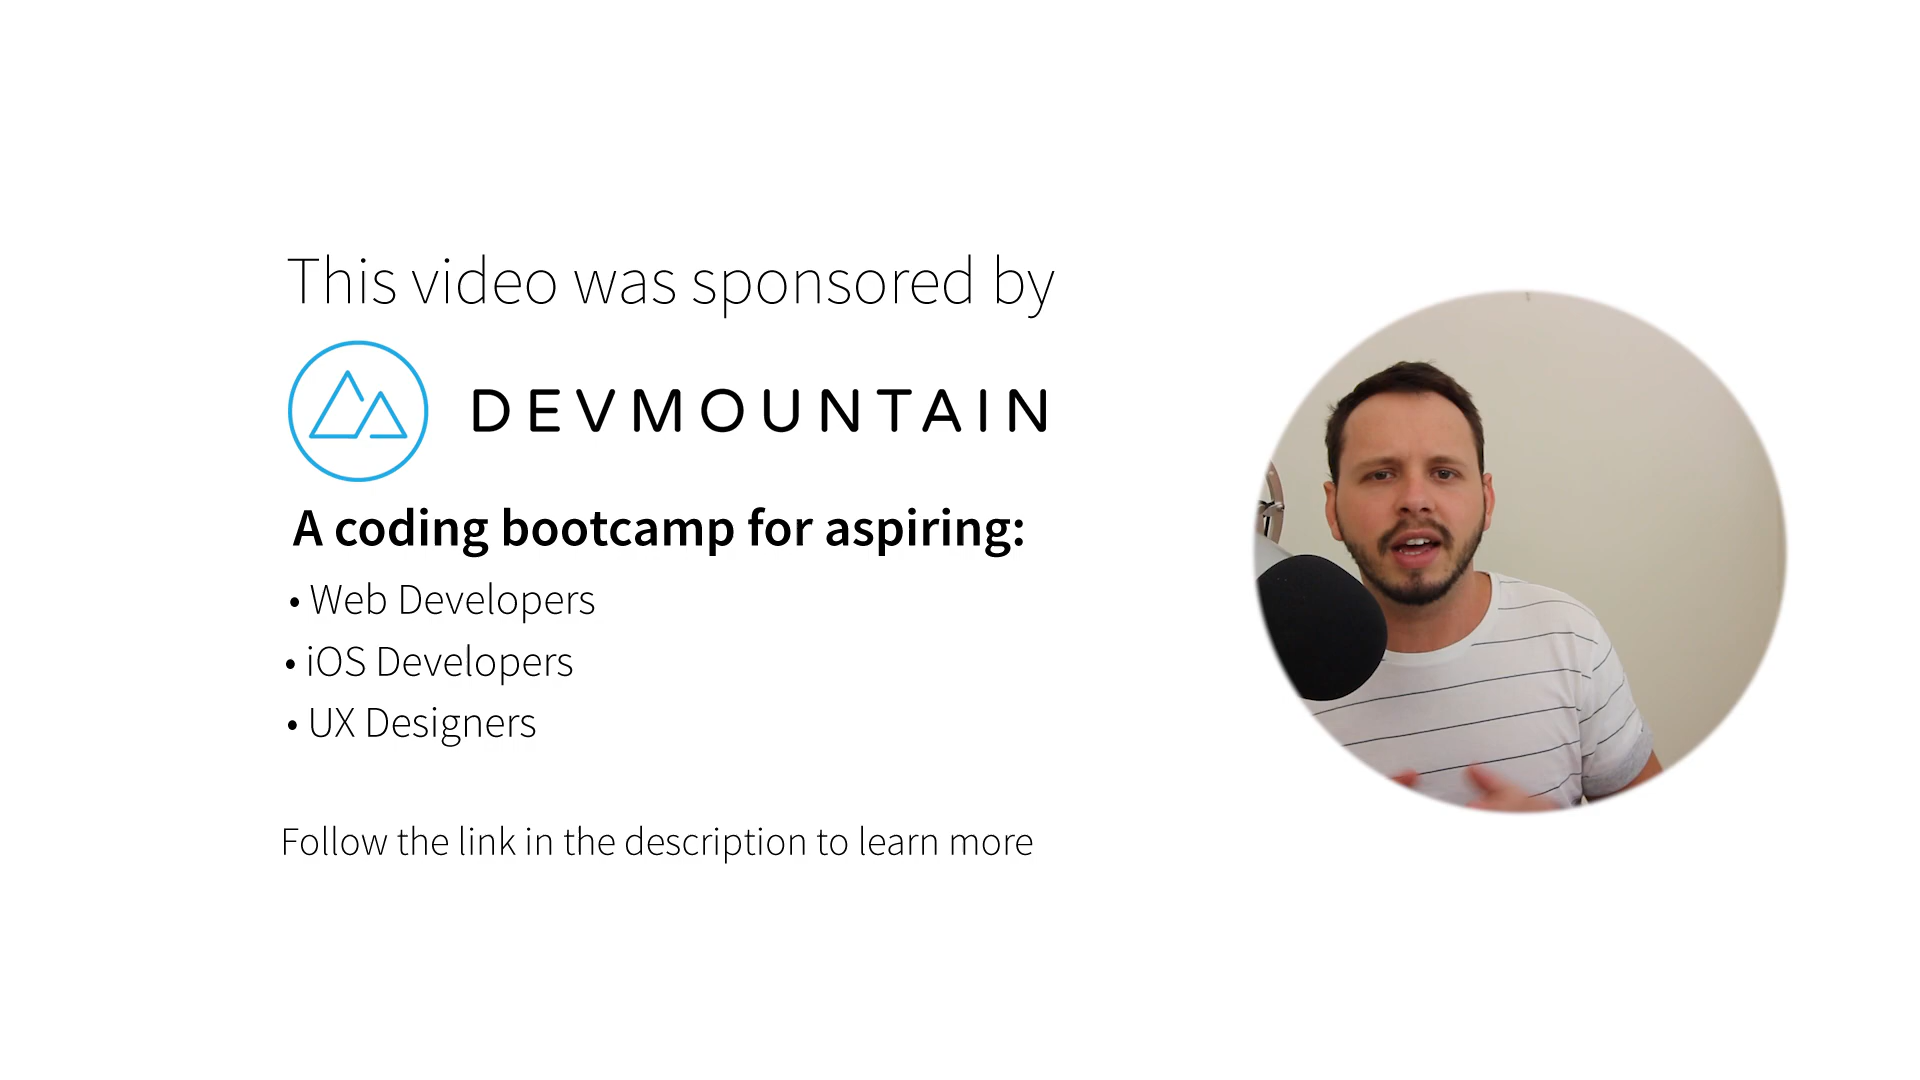 This video was sponsored by
DEVMOUNTAIN
A coding bootcamp for aspiring:
• Web Developers
• iOS Developers
• UX Designers
Follow the link in the description to learn more